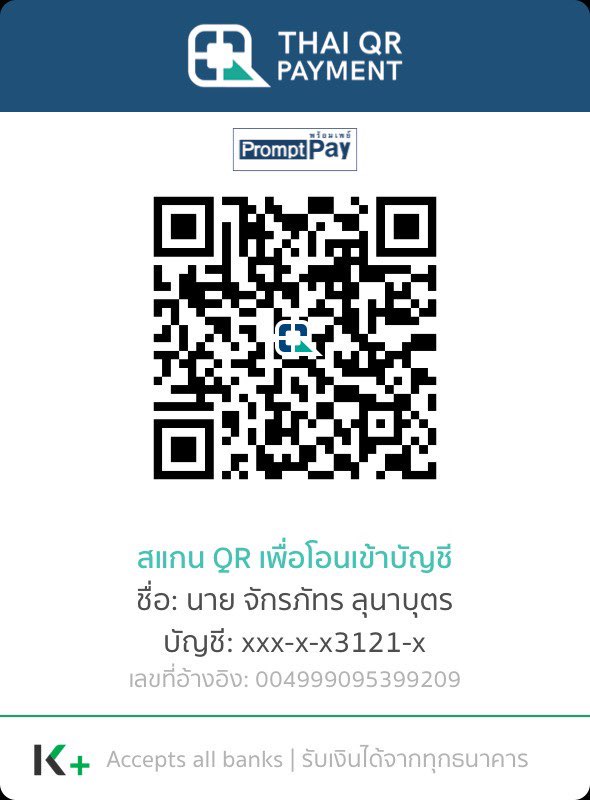 THAI QR
PAYMENT
พร้อมเพย์
PromptPay
สแกน QR เพื่อโอนเข้าบัญชี
ชื่อ: นาย จักรภัทร ลุนาบุตร
บัญชี: xxx-x-x3121-x
เลขที่อ้างอิง: 004999095399209
K+ Accepts all banks | รับเงินได้จากทุกธนาคาร